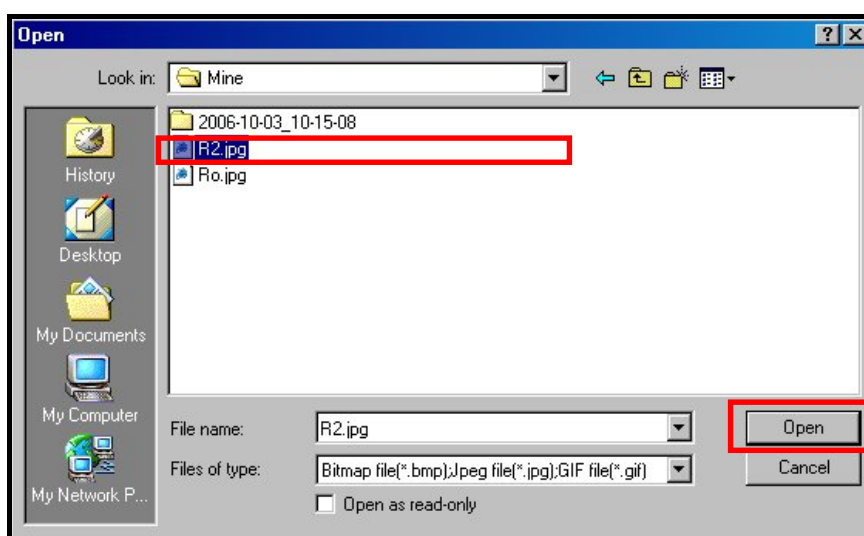 Open
Look in: Mine
2006-10-03_10-15-08
R2.jpg
Ro.jpg
History
Desktop
My Documents
My Computer
My Network P...
File name: R2.jpg Open
Files of type: Bitmap file(*.bmp);Jpeg file(*.jpg);GIF file(*.gif) Cancel
Open as read-only